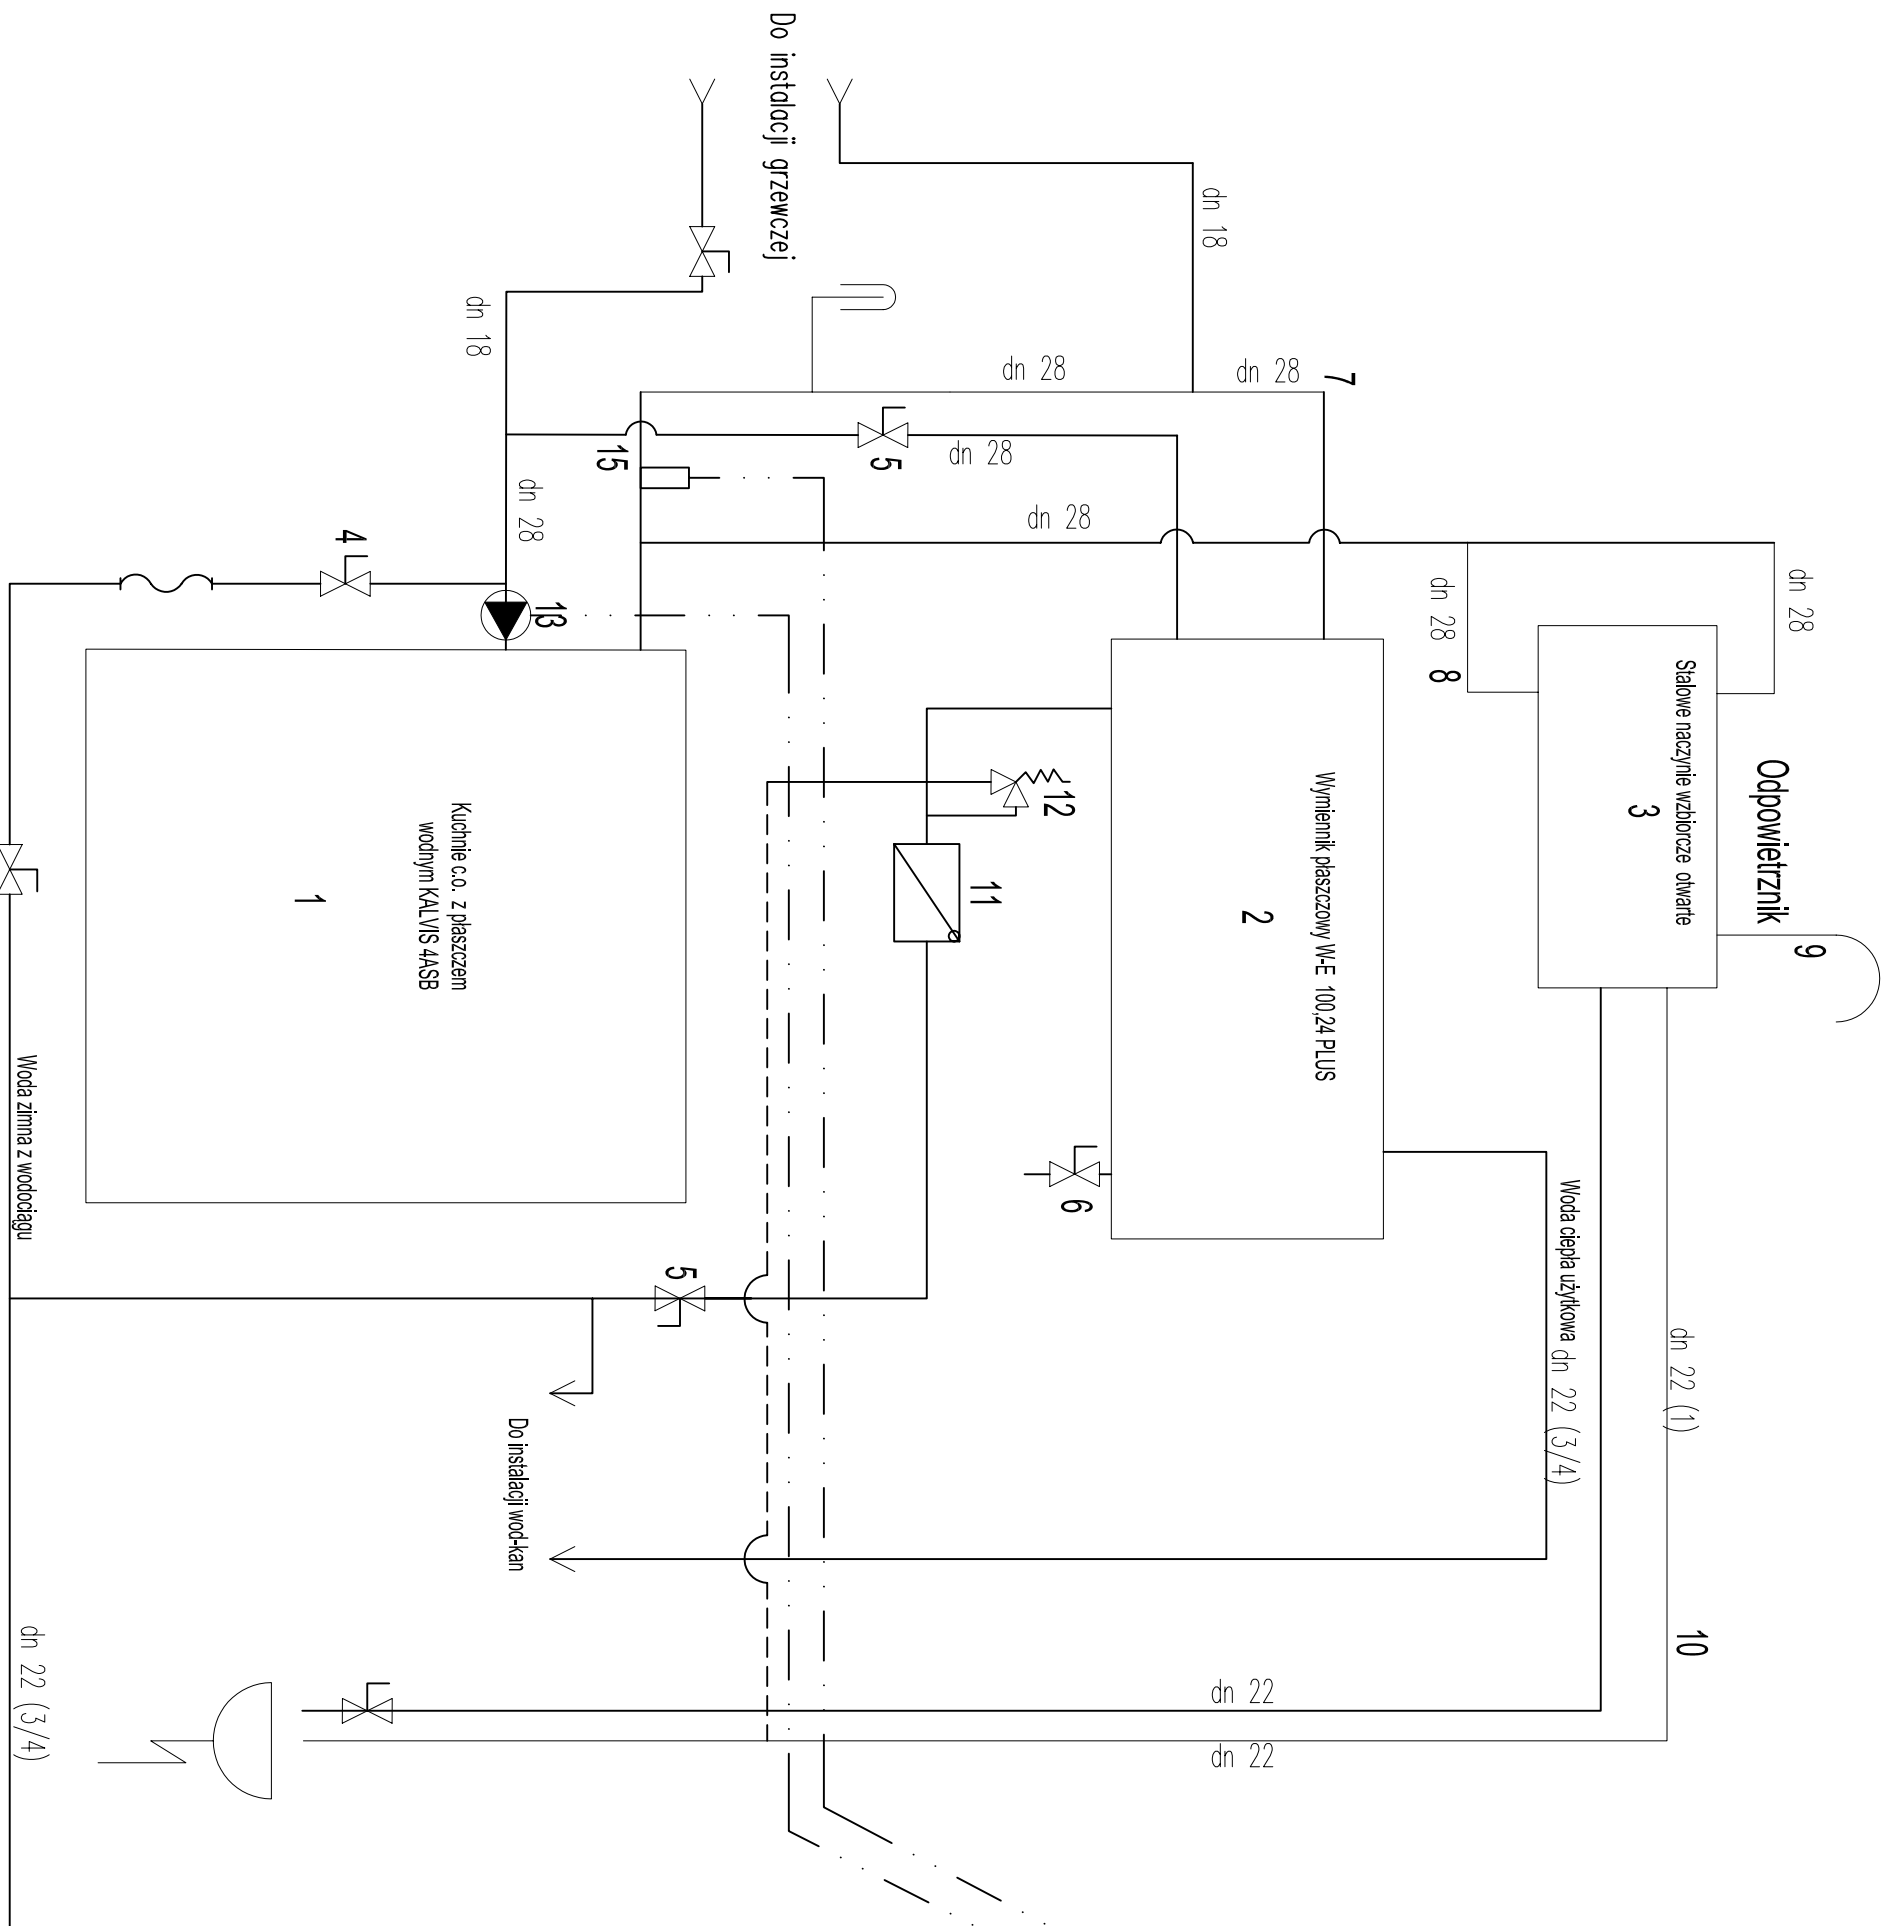 Do instalacji grzewczej
dn 18
dn 18
dn 28
dn 28
7
5
dn 28
15
dn 28
dn 28
4
13
dn 28
dn 28
8
Stalowe naczynie wzbiorcze otwarte
3
Odpowietrznik
9
Wymiennik płaszczowy W-E 100,24 PLUS
2
12
11
Kuchnie c.o. z płaszczem
wodnym KALVIS 4ASB
1
6
Woda zimna z wodociągu
5
Woda ciepła użytkowa dn 22 (3/4)
dn 22 (1)
Do instalacji wod-kan
10
dn 22
dn 22
dn 22 (3/4)